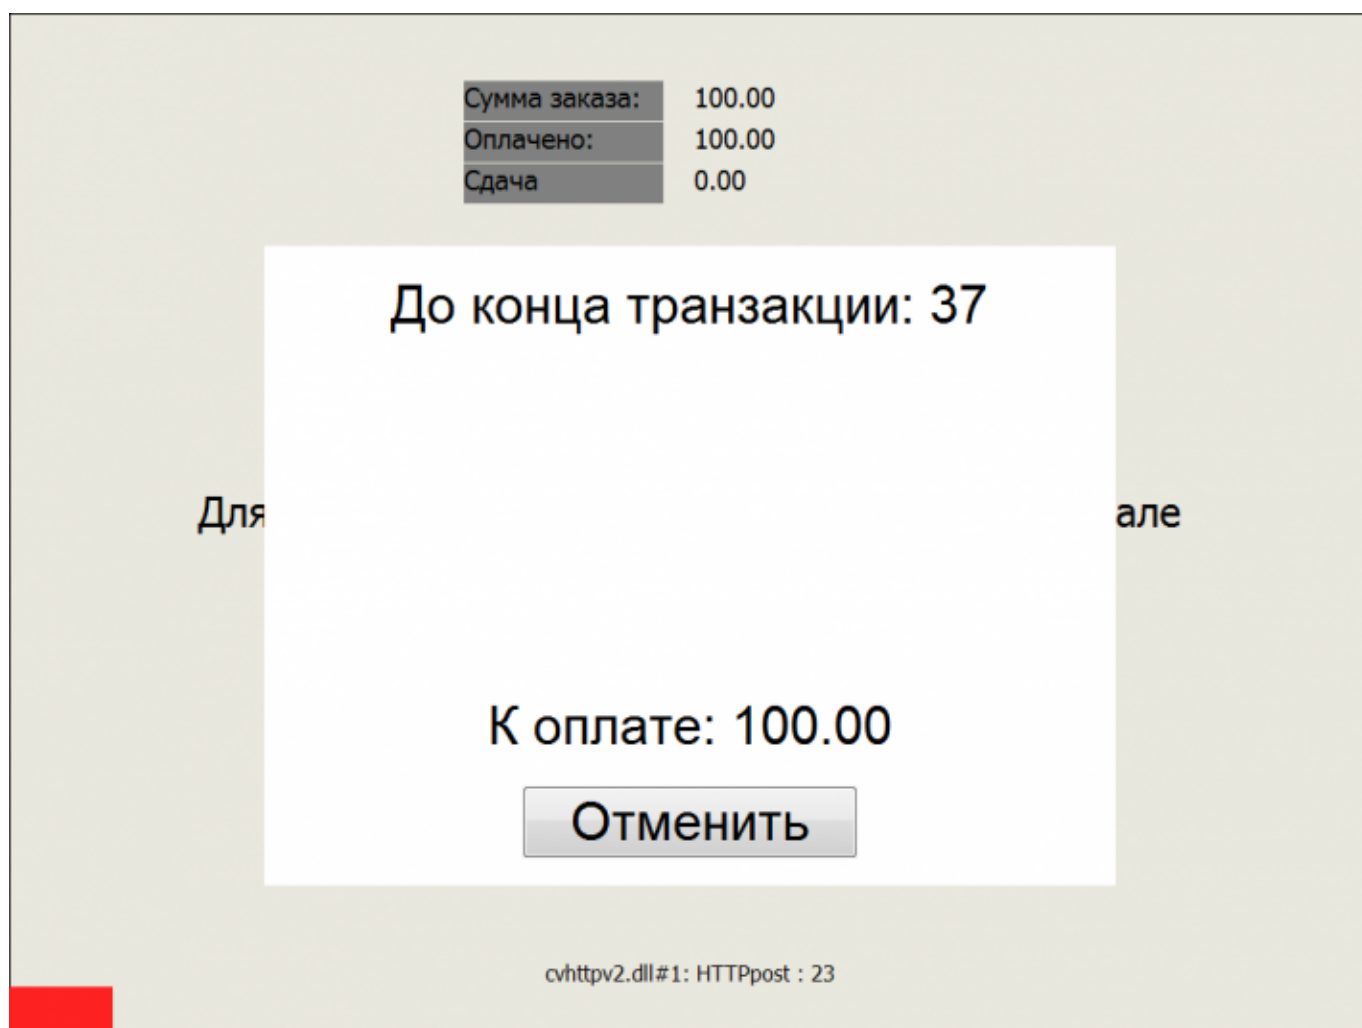 Сумма заказа: 100.00
Оплачено: 100.00
Сдача 0.00
До конца транзакции: 37
Для але
К оплате: 100.00
Отменить
cvhttpv2.dll#1: HTTPpost : 23